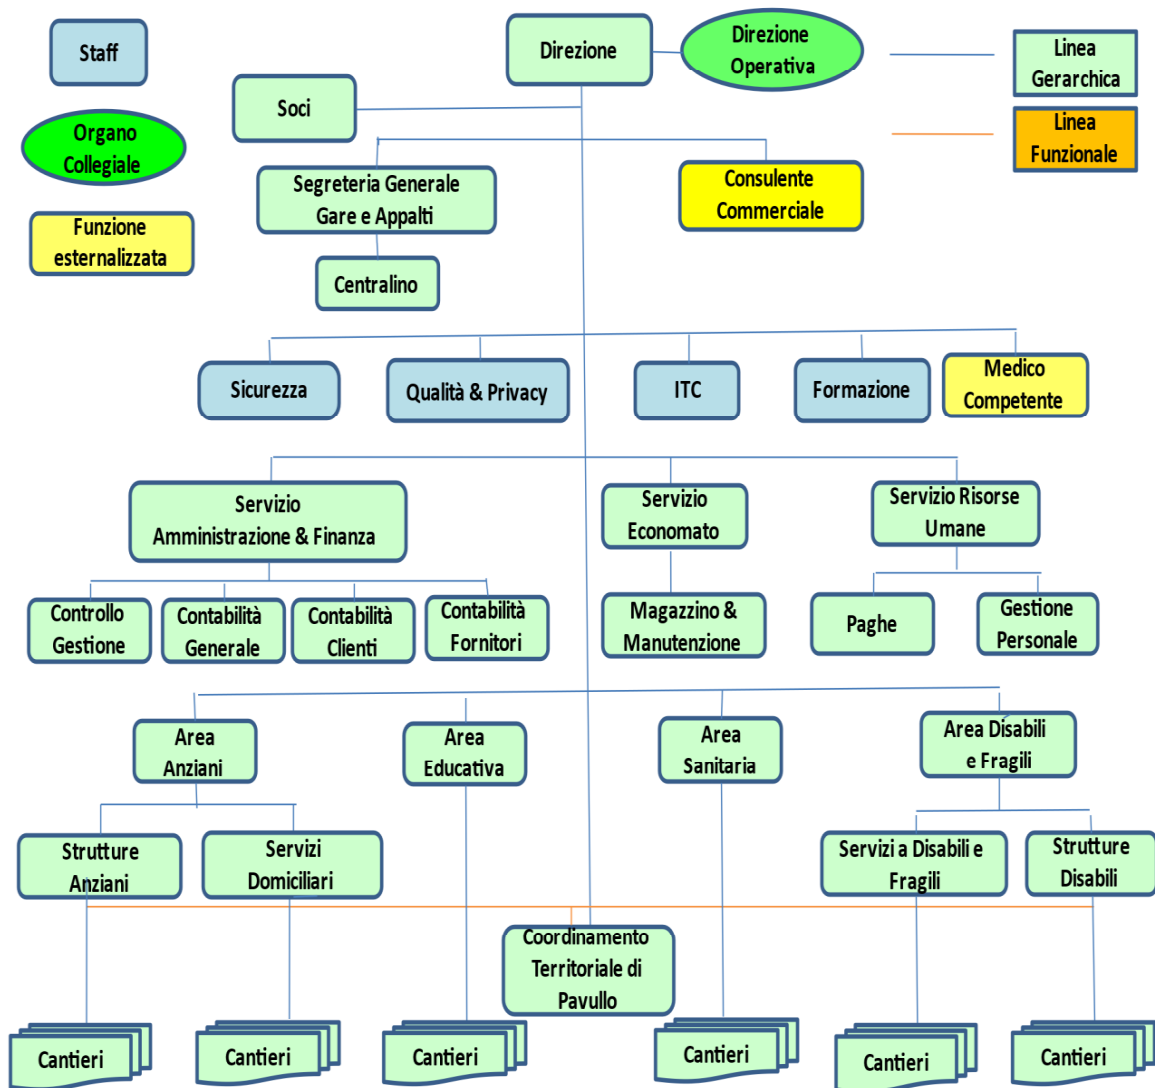 Staff
Direzione
Direzione
Operativa
Linea
Gerarchica
Soci
Organo
Collegiale
Linea
Funzionale
Segreteria Generale
Gare e Appalti
Consulente
Commerciale
Funzione
esternalizzata
Centralino
Sicurezza
Qualità & Privacy
ITC
Formazione
Medico
Competente
Servizio
Amministrazione & Finanza
Servizio
Economato
Servizio Risorse
Umane
Controllo
Gestione
Contabilità
Generale
Contabilità
Clienti
Contabilità
Fornitori
Magazzino &
Manutenzione
Paghe
Gestione
Personale
Area
Anziani
Area
Educativa
Area
Sanitaria
Area Disabili
e Fragili
Strutture
Anziani
Servizi
Domiciliari
Servizi a Disabili e
Fragili
Strutture
Disabili
Coordinamento
Territoriale di
Pavullo
Cantieri
Cantieri
Cantieri
Cantieri
Cantieri
Cantieri